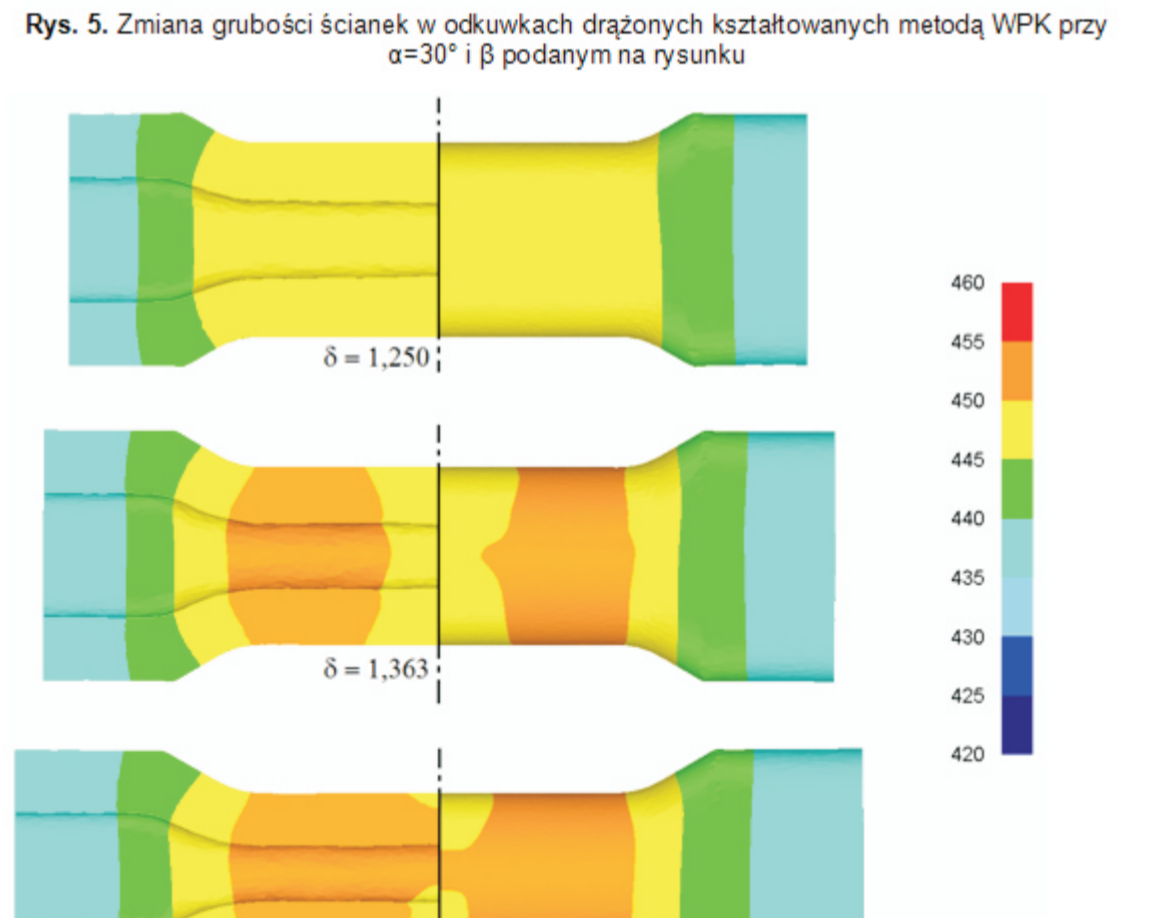 Rys. 5. Zmiana grubości ścianek w odkuwkach drążonych kształtowanych metodą WPK przy
α=30° i β podanym na rysunku
δ = 1,250
460
455
450
445
440
435
430
425
420
δ = 1,363